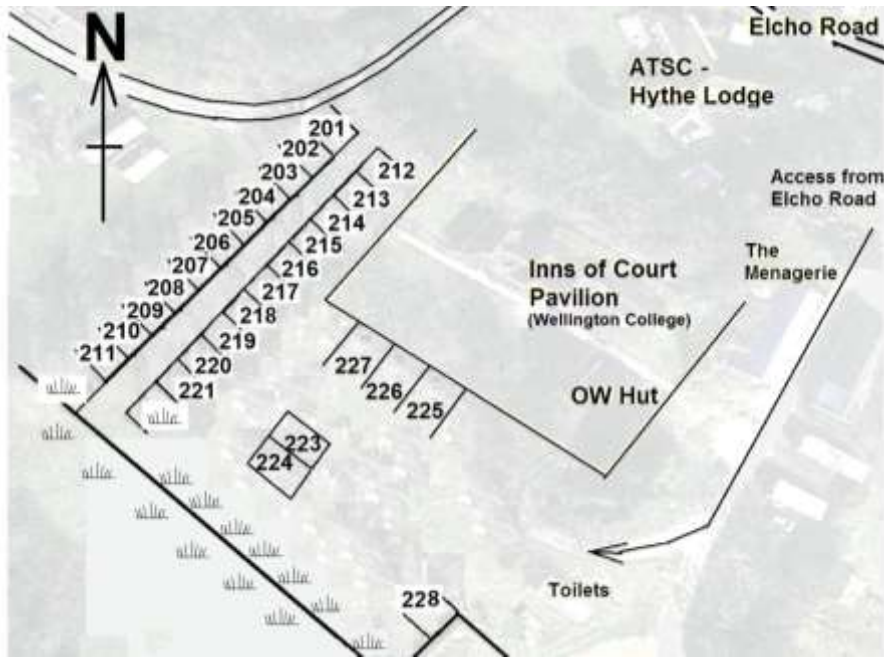 N
Elcho Road
ATSC -
Hythe Lodge
201
202
203
204
205
206
207
208
209
210
211
212
213
214
215
216
217
218
219
220
221
Access from
Elcho Road
The
Menagerie
Inns of Court
Pavilion
(Wellington College)
OW Hut
227
226
225
223
224
Toilets
228